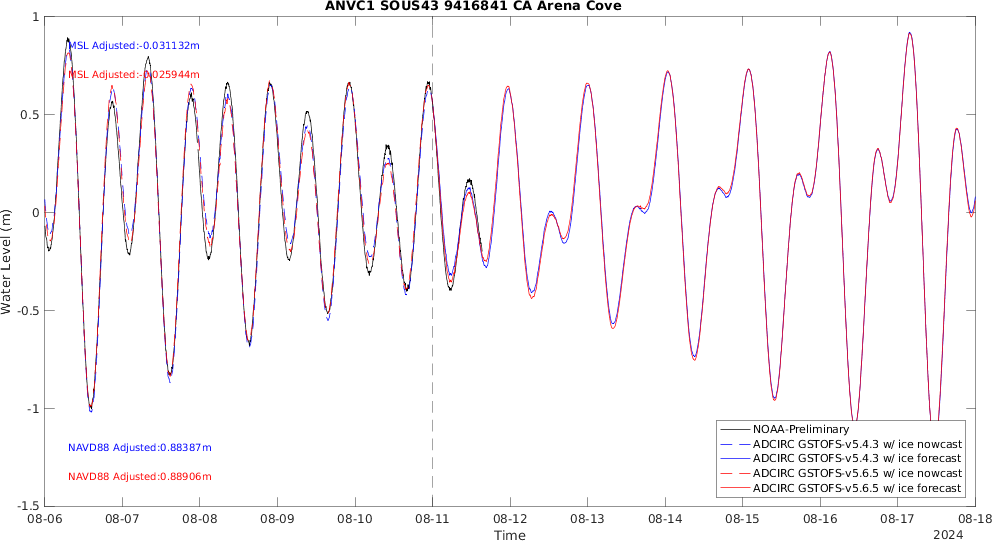 ANVC1 SOUS43 9416841 CA Arena Cove
MSL Adjusted:-0.031132m
MSL Adjusted:-0.025944m
Water Level (m)
1
0.5
0
-0.5
-1
-1.5
NAVD88 Adjusted:0.88387m
NAVD88 Adjusted:0.88906m
NOAA-Preliminary
ADCIRC GSTOFS-v5.4.3 w/ ice nowcast
ADCIRC GSTOFS-v5.4.3 w/ ice forecast
ADCIRC GSTOFS-v5.6.5 w/ ice nowcast
ADCIRC GSTOFS-v5.6.5 w/ ice forecast
08-06 08-07 08-08 08-09 08-10 08-11 08-12 08-13 08-14 08-15 08-16 08-17 08-18
Time
2024